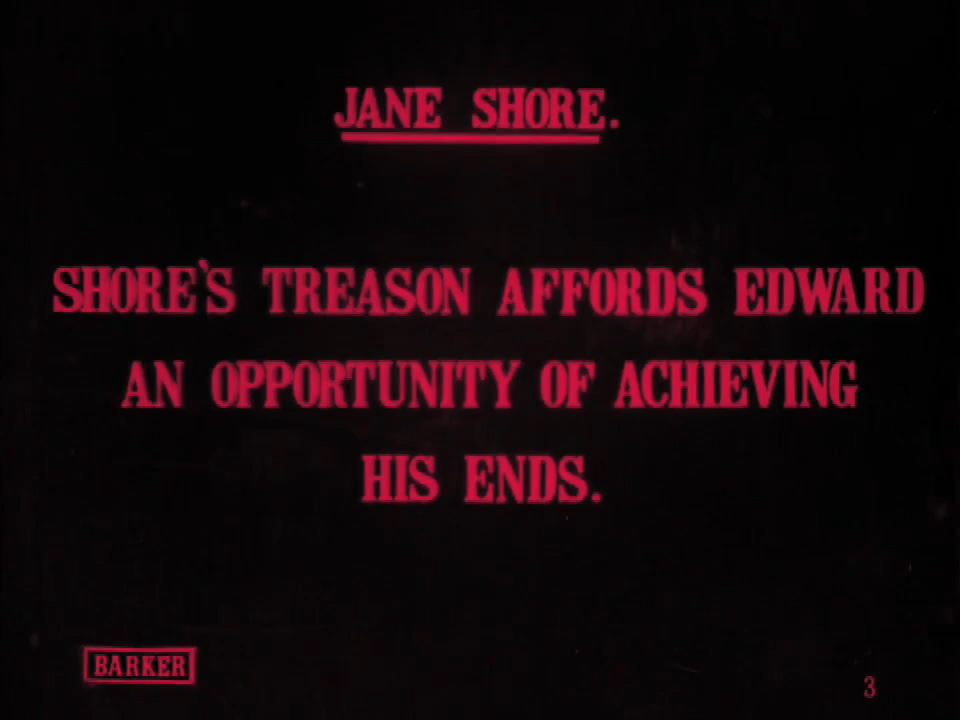 JANE SHORE.
SHORE'S TREASON AFFORDS EDWARD
AN OPPORTUNITY OF ACHIEVING
HIS ENDS.
BARKER
3